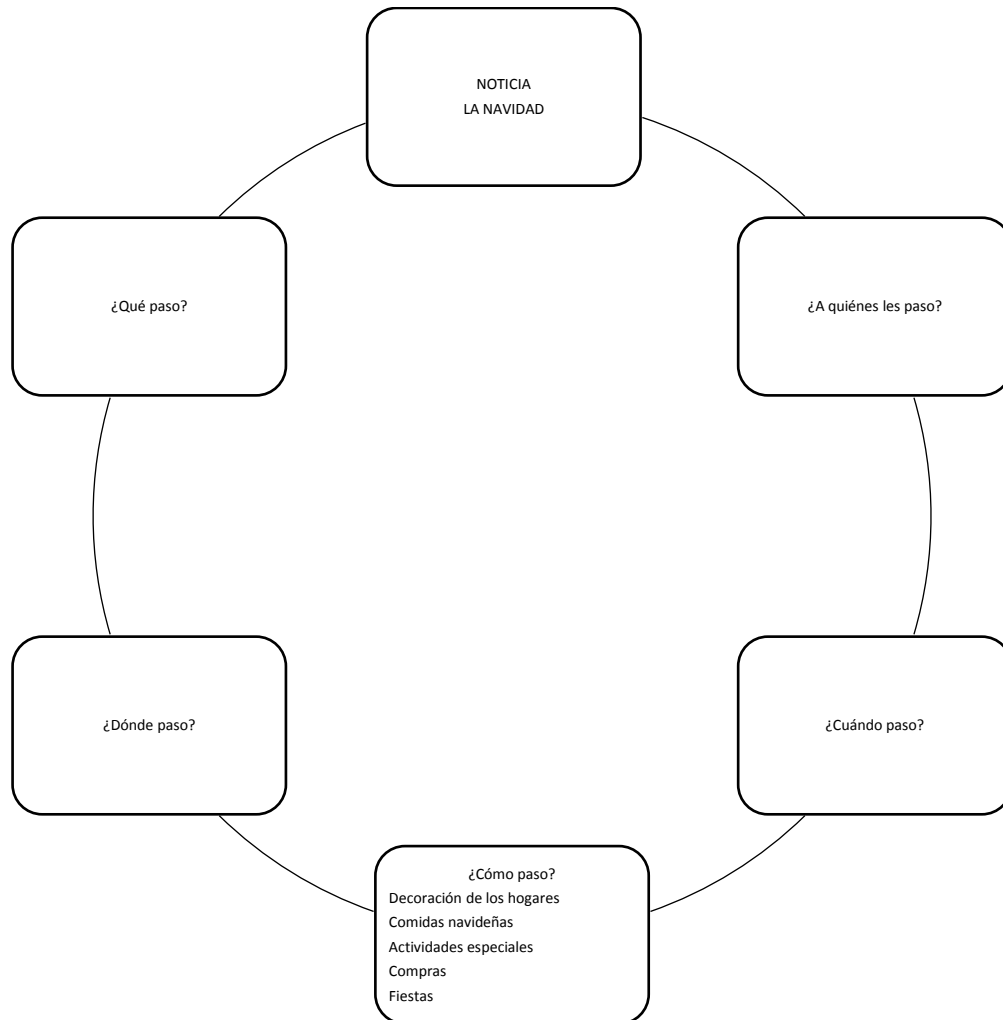 NOTICIA
LA NAVIDAD
¿Qué paso?
¿A quiénes les paso?
¿Dónde paso?
¿Cuándo paso?
¿Cómo paso?
Decoración de los hogares
Comidas navideñas
Actividades especiales
Compras
Fiestas